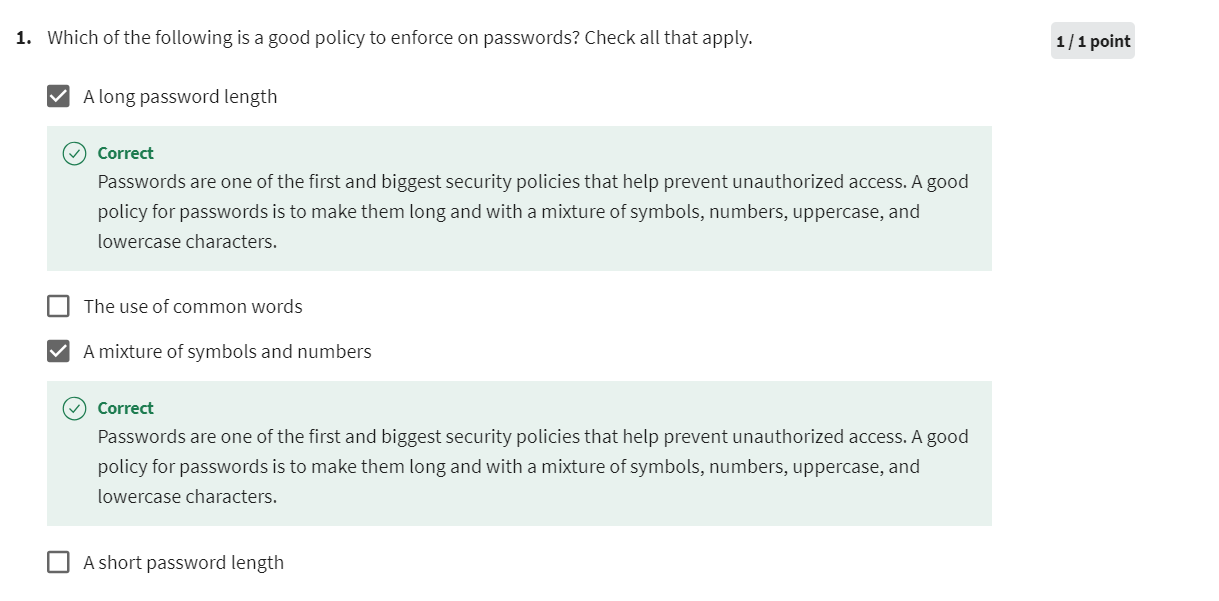 1. Which of the following is a good policy to enforce on passwords? Check all that apply.
1 / 1 point
A long password length
Correct
Passwords are one of the first and biggest security policies that help prevent unauthorized access. A good
policy for passwords is to make them long and with a mixture of symbols, numbers, uppercase, and
lowercase characters.
The use of common words
A mixture of symbols and numbers
Correct
Passwords are one of the first and biggest security policies that help prevent unauthorized access. A good
policy for passwords is to make them long and with a mixture of symbols, numbers, uppercase, and
lowercase characters.
A short password length